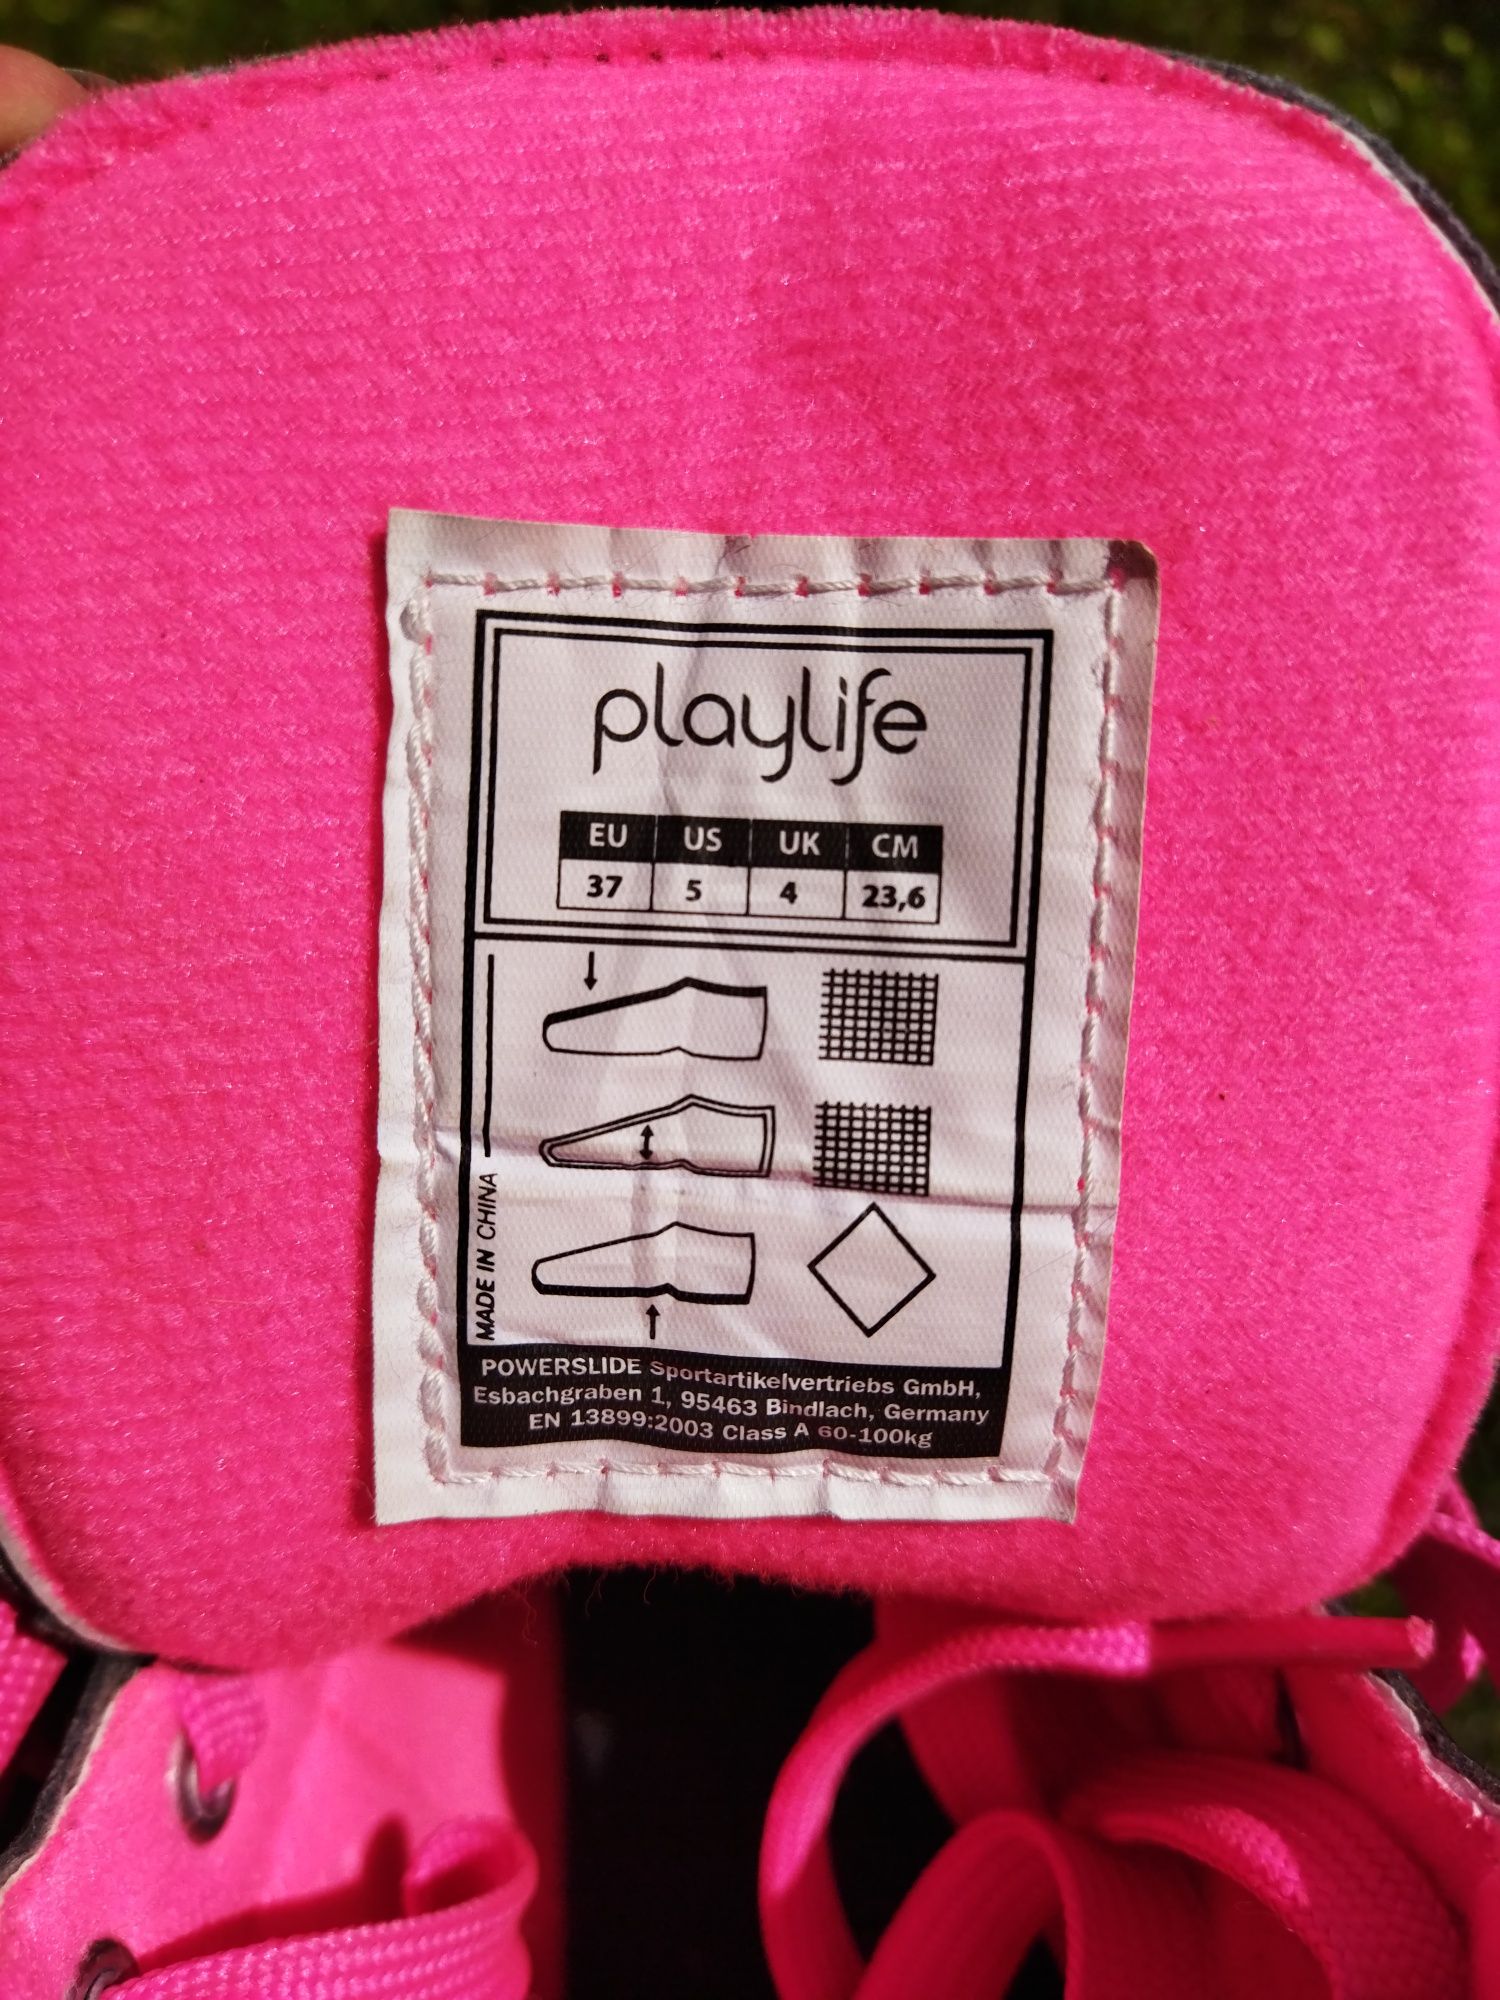 playlife
EU US UK CM
37 5 4 23,6
MADE IN CHINA
POWERSLIDE Sportartikelvertriebs GmbH,
Esbachgraben 1, 95463 Bindlach, Germany
EN 13899:2003 Class A 60-100kg